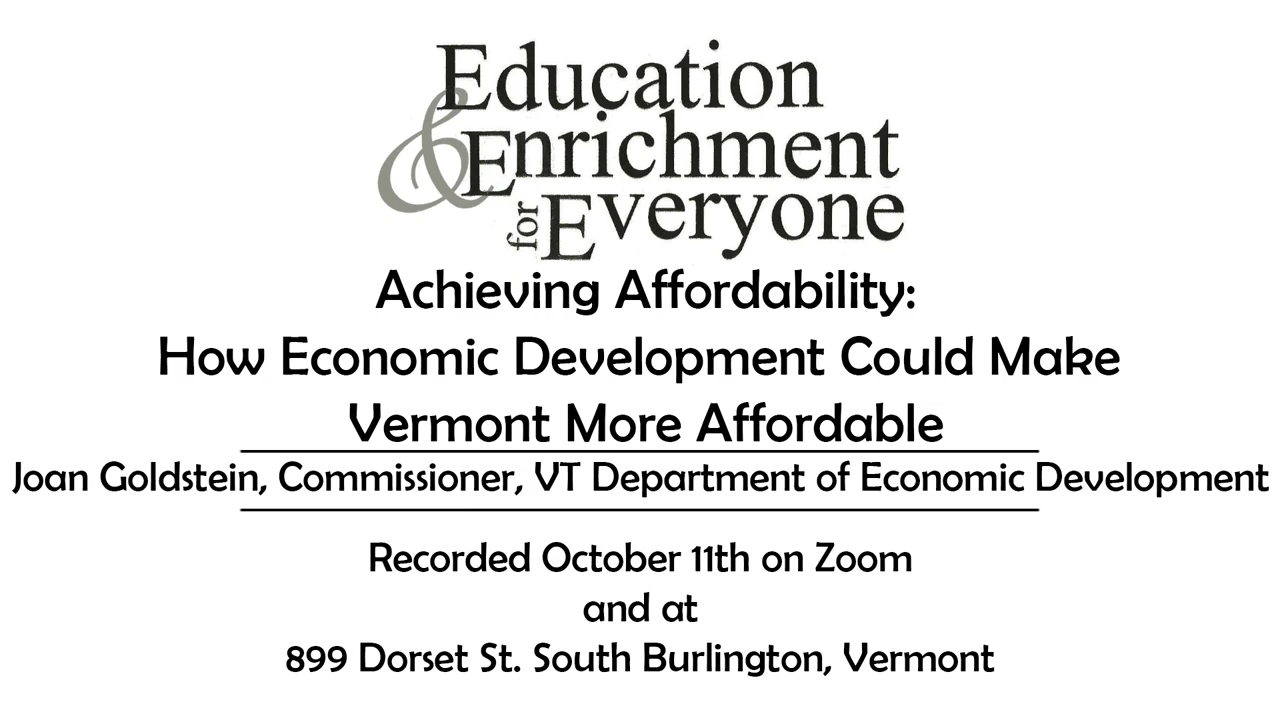 Education
& Enrichment
for Everyone
Achieving Affordability:
How Economic Development Could Make
Vermont More Affordable
Joan Goldstein, Commissioner, VT Department of Economic Development
Recorded October 11th on Zoom
and at
899 Dorset St. South Burlington, Vermont